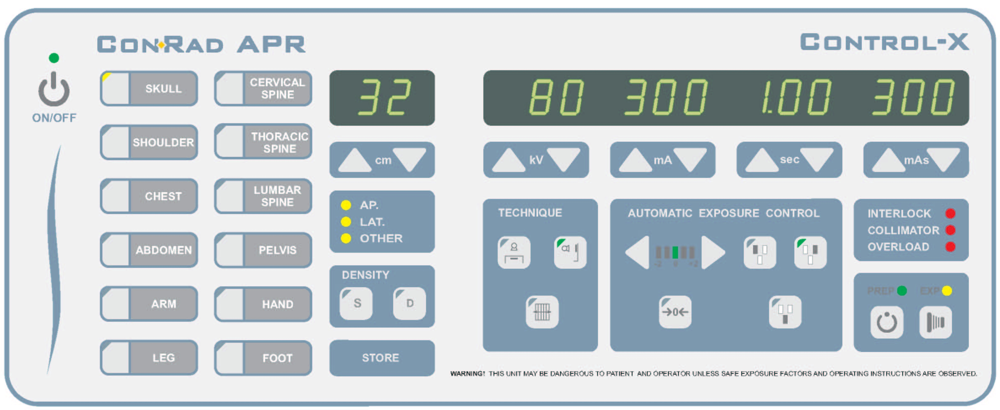 CONRAD APR
CONTROL-X
ON/OFF
SKULL
CERVICAL
SPINE
SHOULDER
THORACIC
SPINE
CHEST
LUMBAR
SPINE
ABDOMEN
PELVIS
ARM
HAND
LEG
FOOT
32
cm
AP.
LAT.
OTHER
DENSITY
S
D
STORE
80 300 1.00 300
kV
mA
sec
mAs
TECHNIQUE
AUTOMATIC EXPOSURE CONTROL
-2 0 +2
→0←
INTERLOCK
COLLIMATOR
OVERLOAD
PREP EXP
WARNING! THIS UNIT MAY BE DANGEROUS TO PATIENT AND OPERATOR UNLESS SAFE EXPOSURE FACTORS AND OPERATING INSTRUCTIONS ARE OBSERVED.